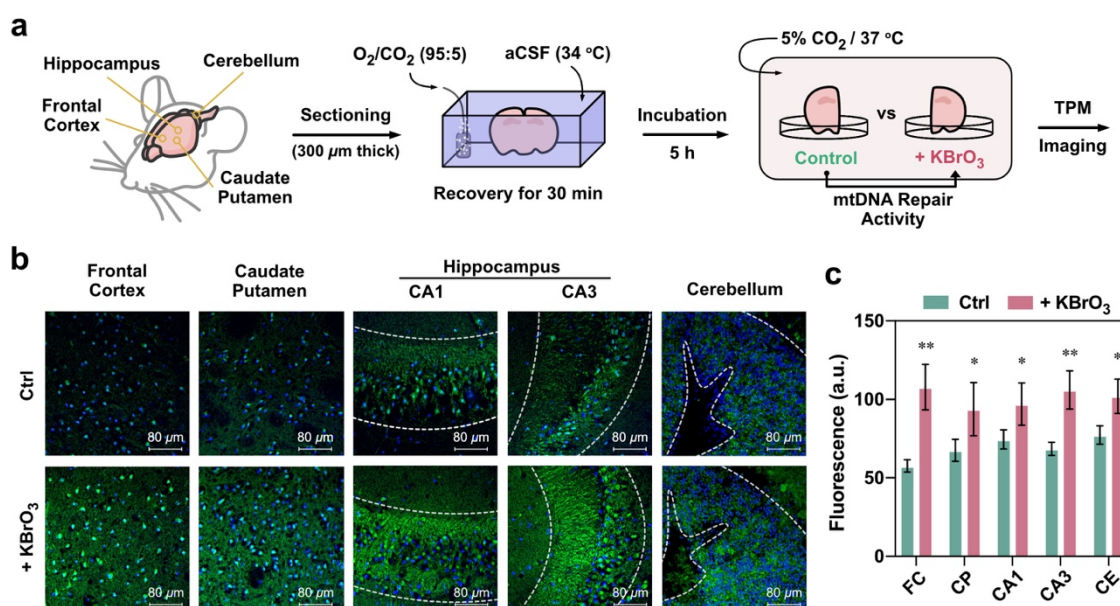 a
Hippocampus
Cerebellum
Frontal
Cortex
Caudate
Putamen
Sectioning
(300 µm thick)
O₂/CO₂ (95:5)
aCSF (34 °C)
Recovery for 30 min
Incubation
5 h
5% CO₂ / 37 °C
vs
Control
+ KBrO₃
mtDNA Repair
Activity
TPM
Imaging
b
Frontal
Cortex
Caudate
Putamen
Hippocampus
CA1
CA3
Cerebellum
Ctrl
80 µm
80 µm
80 µm
80 µm
80 µm
+ KBrO₃
80 µm
80 µm
80 µm
80 µm
80 µm
c
Ctrl
+ KBrO₃
Fluorescence (a.u.)
150
100
50
0
**
*
*
**
*
FC
CP
CA1
CA3
CE